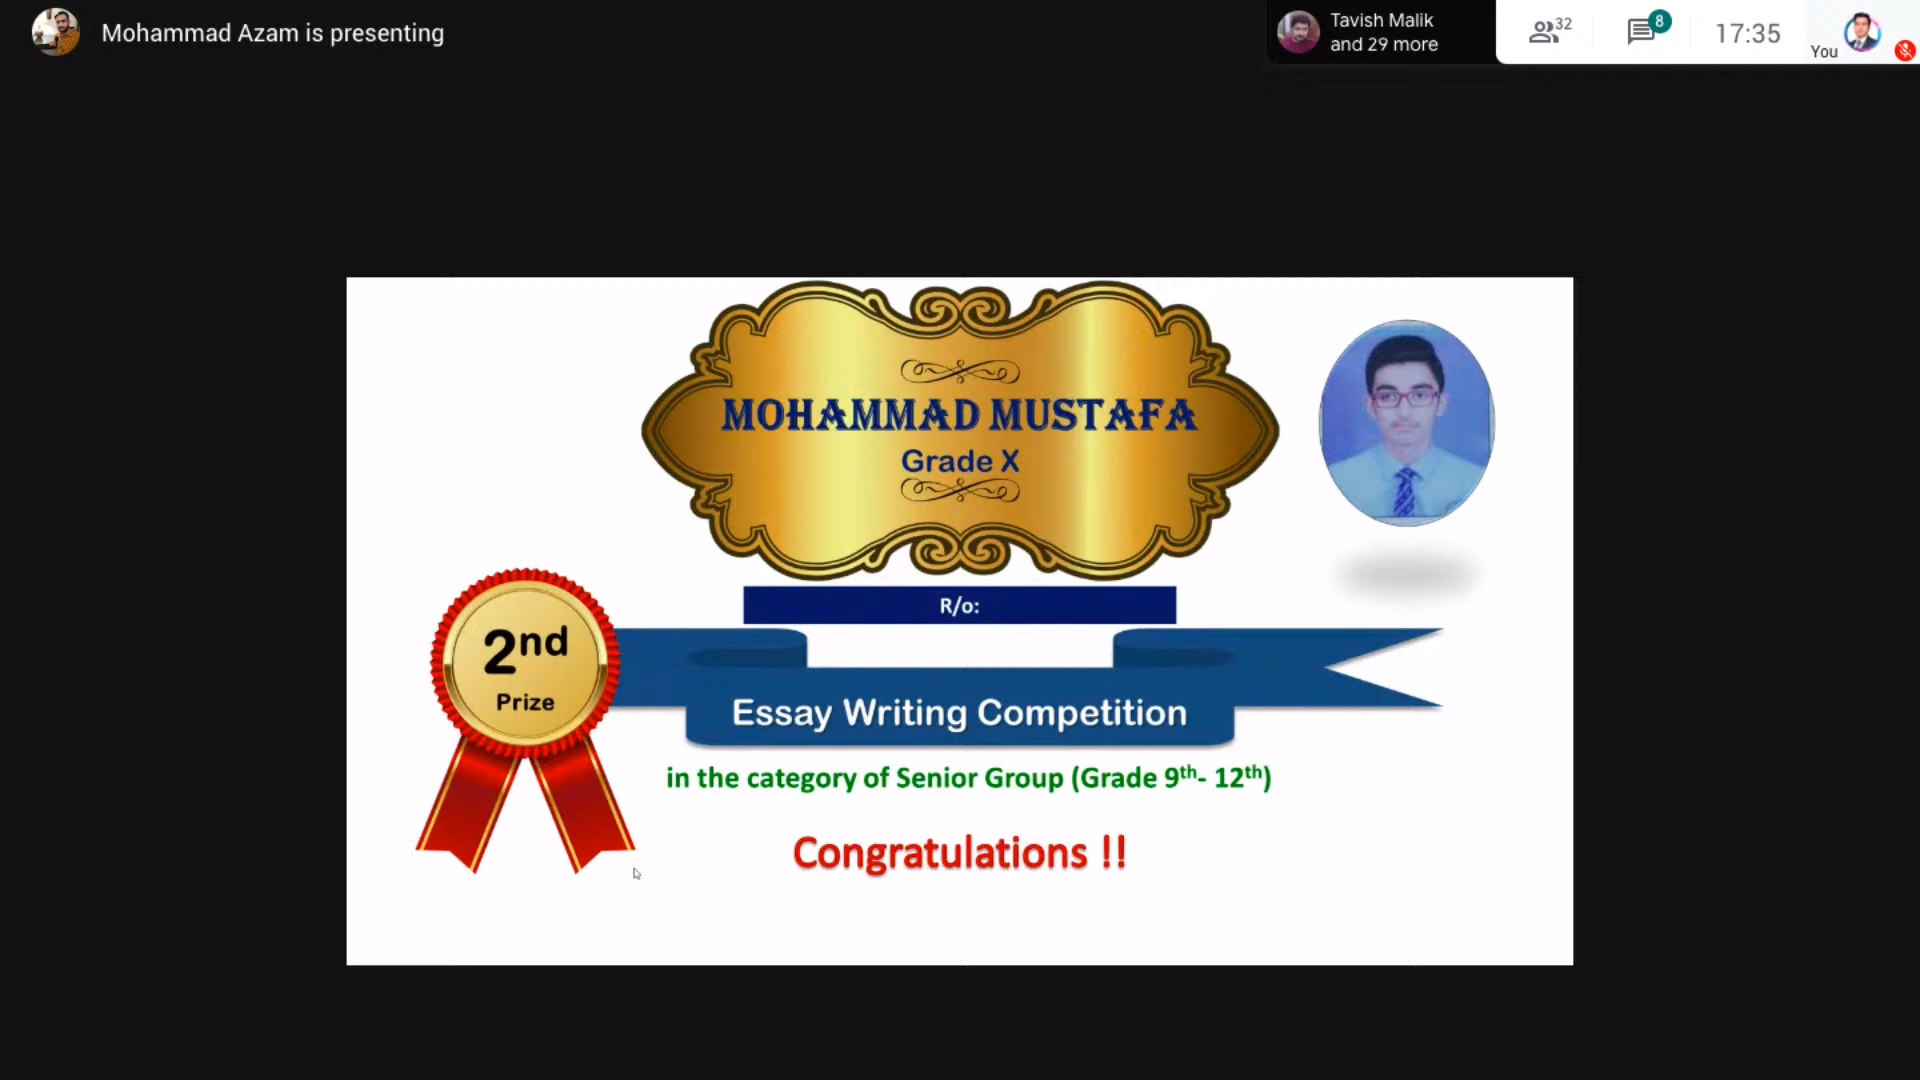 Mohammad Azam is presenting
Tavish Malik
and 29 more
32
8
17:35
You
MOHAMMAD MUSTAFA
Grade X
R/o:
2nd
Prize
Essay Writing Competition
in the category of Senior Group (Grade 9th- 12th)
Congratulations !!